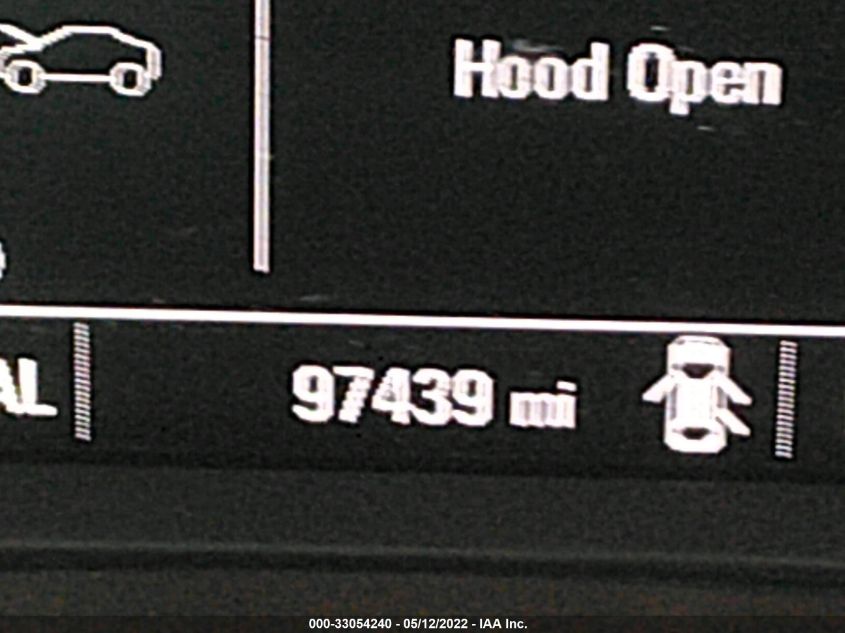 Hood Open
AL
97439 mi
000-33054240 - 05/12/2022 - IAA Inc.